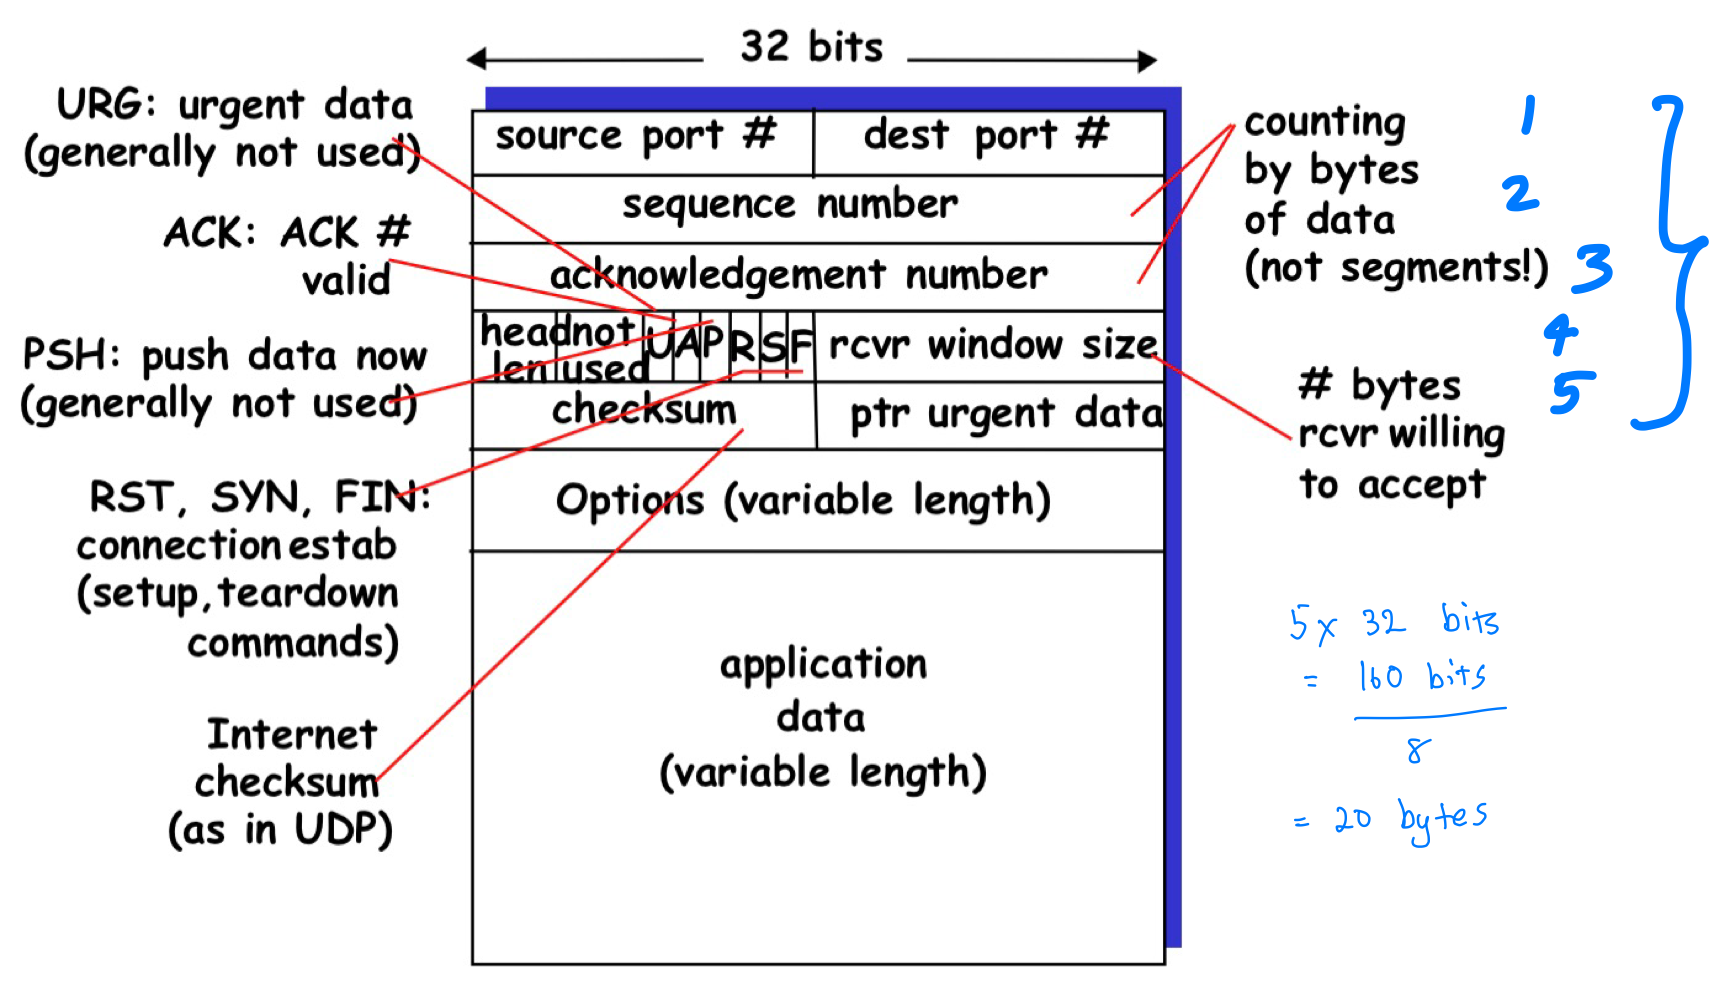 32 bits
URG: urgent data
(generally not used)
ACK: ACK #
valid
PSH: push data now
(generally not used)
RST, SYN, FIN:
connection estab
(setup, teardown
commands)
Internet
checksum
(as in UDP)
source port #
dest port #
sequence number
acknowledgement number
head
len
not
used
U
A
P
R
S
F
rcvr window size
checksum
ptr urgent data
Options (variable length)
application
data
(variable length)
counting
by bytes
of data
(not segments!)
# bytes
rcvr willing
to accept
1
2
3
4
5
5 x 32 bits
= 160 bits
8
= 20 bytes